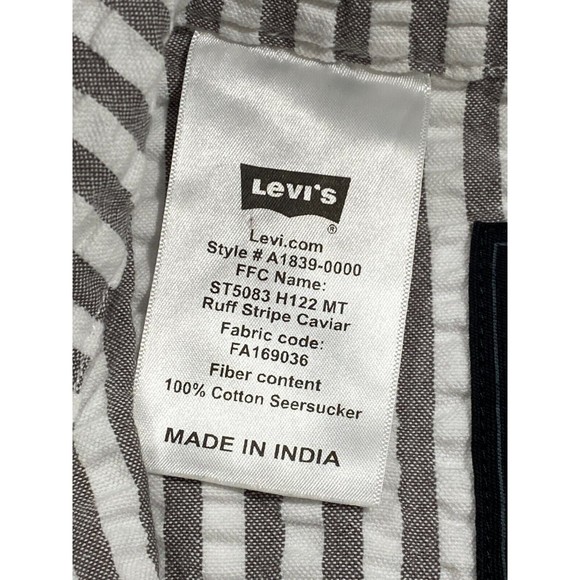 Levi's
®
Levi.com
Style # A1839-0000
FFC Name:
ST5083 H122 MT
Ruff Stripe Caviar
Fabric code:
FA169036
Fiber content
100% Cotton Seersucker
MADE IN INDIA